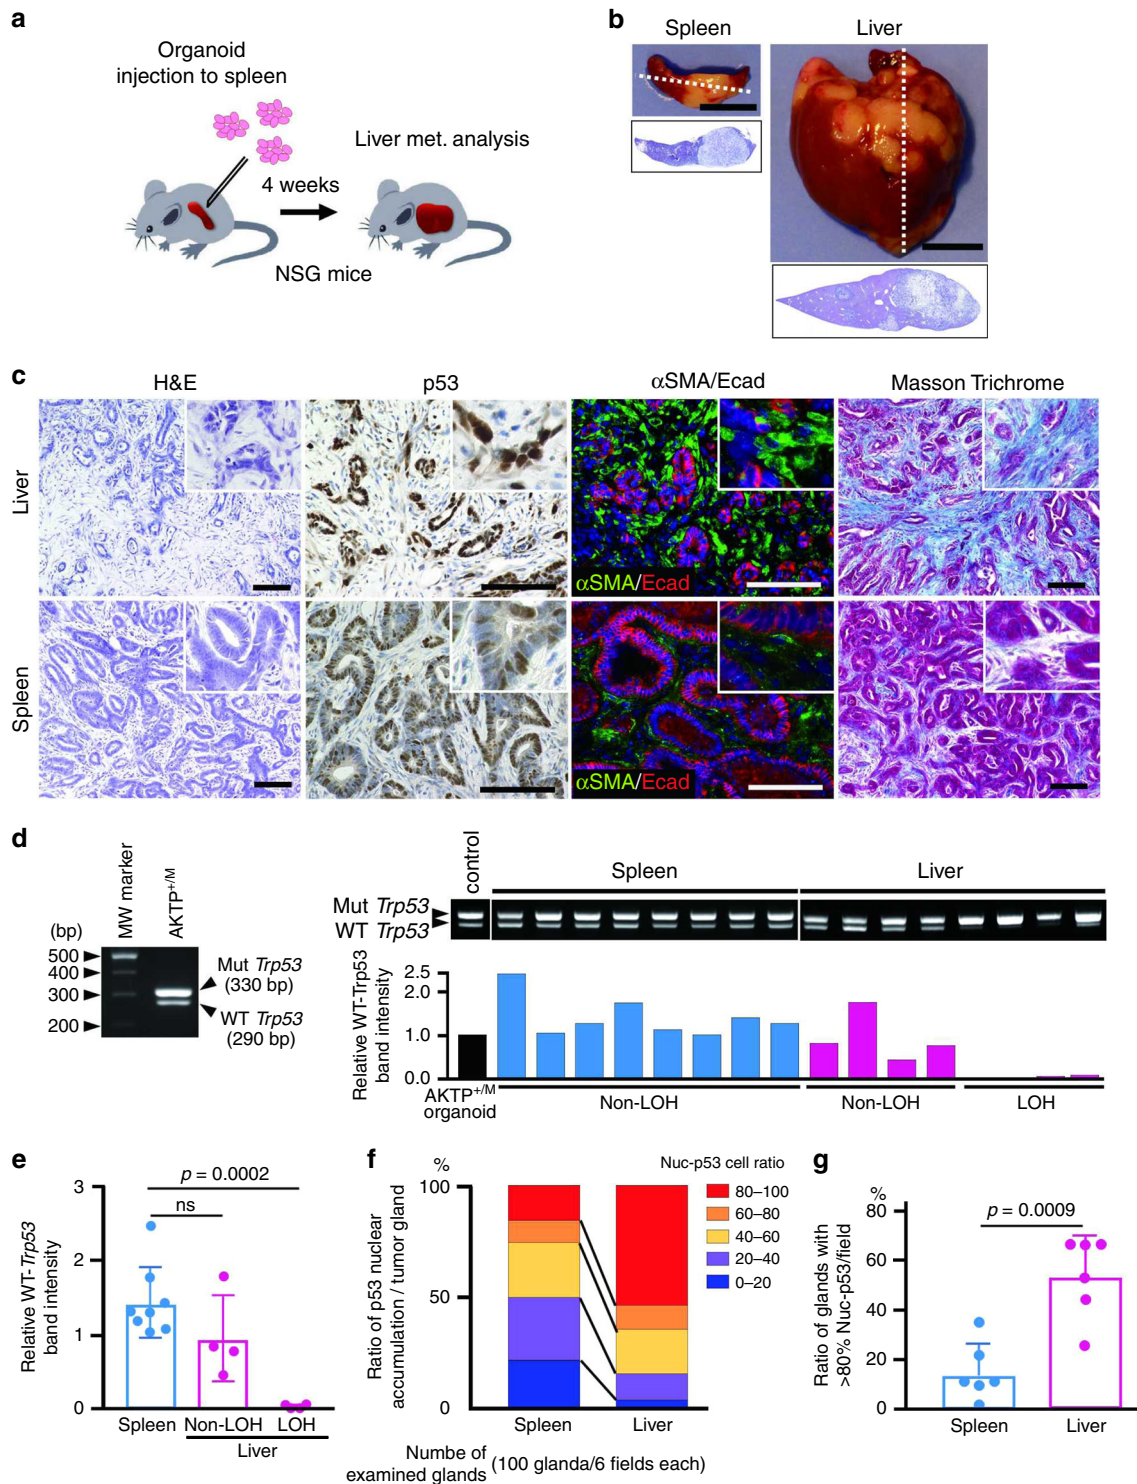 a
Organoid
injection to spleen
Liver met. analysis
4 weeks
NSG mice
b
Spleen
Liver
c
H&E
p53
αSMA/Ecad
Masson Trichrome
Liver
αSMA/Ecad
Spleen
αSMA/Ecad
d
MW marker
AKTP+/M
(bp)
500
400
300
200
Mut Trp53
(330 bp)
WT Trp53
(290 bp)
control
Spleen
Liver
Mut Trp53
WT Trp53
Relative WT-Trp53
band intensity
2.5
2.0
1.0
0.0
AKTP+/M
organoid
Non-LOH
Non-LOH
LOH
e
p = 0.0002
ns
Relative WT-Trp53
band intensity
3
2
1
0
Spleen
Non-LOH
LOH
Liver
f
%
Nuc-p53 cell ratio
80–100
60–80
40–60
20–40
0–20
Ratio of p53 nuclear
accumulation / tumor gland
100
50
0
Spleen
Liver
Numbe of
examined glands
(100 glanda/6 fields each)
g
%
p = 0.0009
Ratio of glands with
>80% Nuc-p53/field
80
60
40
20
0
Spleen
Liver